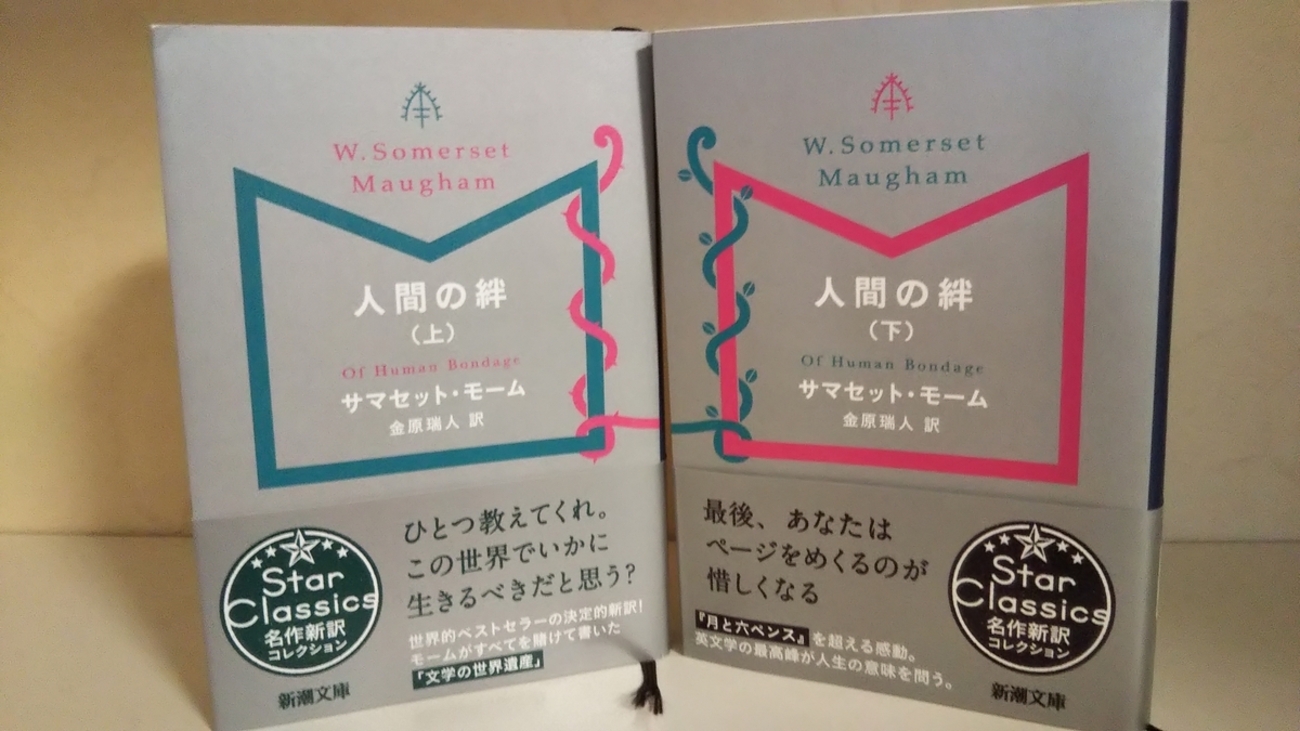 W. Somerset
Maugham
人間の絆
（上）
Of Human Bondage
サマセット・モーム
金原瑞人 訳
ひとつ教えてくれ。
この世界でいかに
生きるべきだと思う?
世界的ベストセラーの決定的新訳!
モームがすべてを賭けて書いた
「文学の世界遺産」
Star
Classics
名作新訳
コレクション
新潮文庫
W. Somerset
Maugham
人間の絆
（下）
Of Human Bondage
サマセット・モーム
金原瑞人 訳
最後、あなたは
ページをめくるのが
惜しくなる
『月と六ペンス』を超える感動。
英文学の最高峰が人生の意味を問う。
Star
Classics
名作新訳
コレクション
新潮文庫